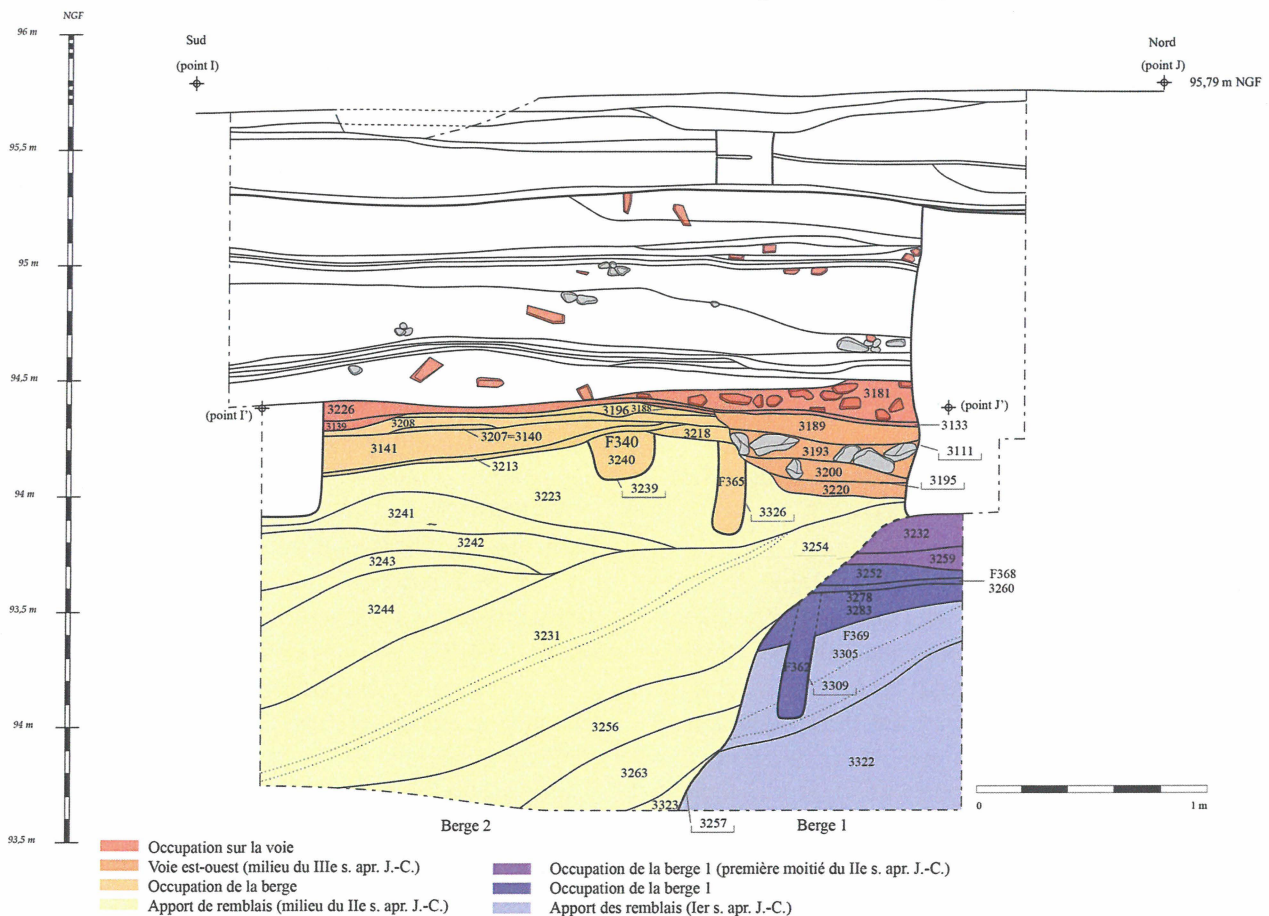 NGF
96 m
Sud
(point I)
Nord
(point J)
95,79 m NGF
95,5 m
95 m
94,5 m
(point I')
3226
3139
3208
3196
3188
3181
(point J')
3133
3207=3140
3218
3189
3141
F340
3240
3193
3111
3213
3200
3195
94 m
3239
F365
3220
3223
3326
3241
3242
3254
3232
3243
3259
3252
F368
3260
3278
93,5 m
3244
3283
3231
F369
3305
F362
3309
94 m
3256
3322
3263
3323
3257
0
1 m
Berge 2
Berge 1
93,5 m
Occupation sur la voie
Voie est-ouest (milieu du IIIe s. apr. J.-C.)
Occupation de la berge
Apport de remblais (milieu du IIe s. apr. J.-C.)
Occupation de la berge 1 (première moitié du IIe s. apr. J.-C.)
Occupation de la berge 1
Apport des remblais (Ier s. apr. J.-C.)